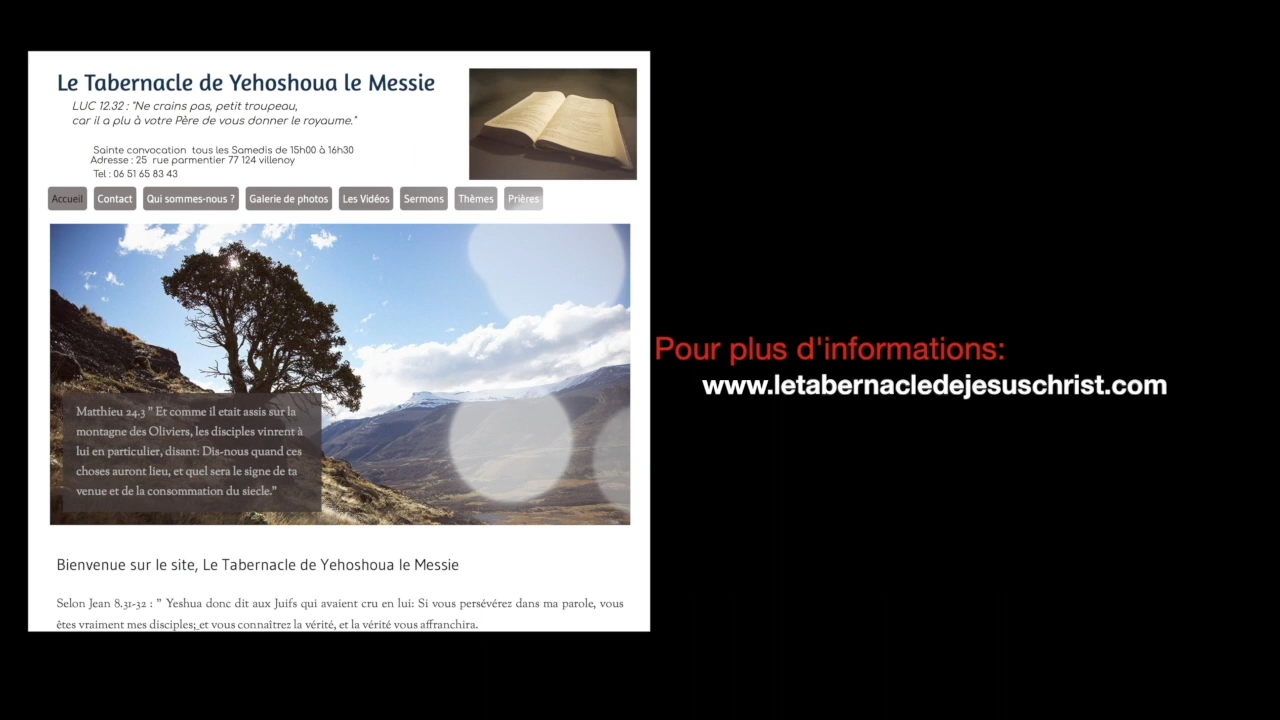 Le Tabernacle de Yehoshoua le Messie
LUC 12.32 : "Ne crains pas, petit troupeau,
car il a plu à votre Père de vous donner le royaume."
Sainte convocation tous les Samedis de 15h00 à 16h30
Adresse : 25 rue parmentier 77 124 villenoy
Tel : 06 51 65 83 43
Accueil Contact Qui sommes-nous ? Galerie de photos Les Vidéos Sermons Thèmes Prières
Pour plus d'informations:
www.letabernacledejesuschrist.com
Matthieu 24.3 " Et comme il etait assis sur la
montagne des Oliviers, les disciples vinrent à
lui en particulier, disant: Dis-nous quand ces
choses auront lieu, et quel sera le signe de ta
venue et de la consommation du siecle."
Bienvenue sur le site, Le Tabernacle de Yehoshoua le Messie
Selon Jean 8.31-32 : " Yeshua donc dit aux Juifs qui avaient cru en lui: Si vous persévérez dans ma parole, vous
êtes vraiment mes disciples; et vous connaîtrez la vérité, et la vérité vous affranchira.